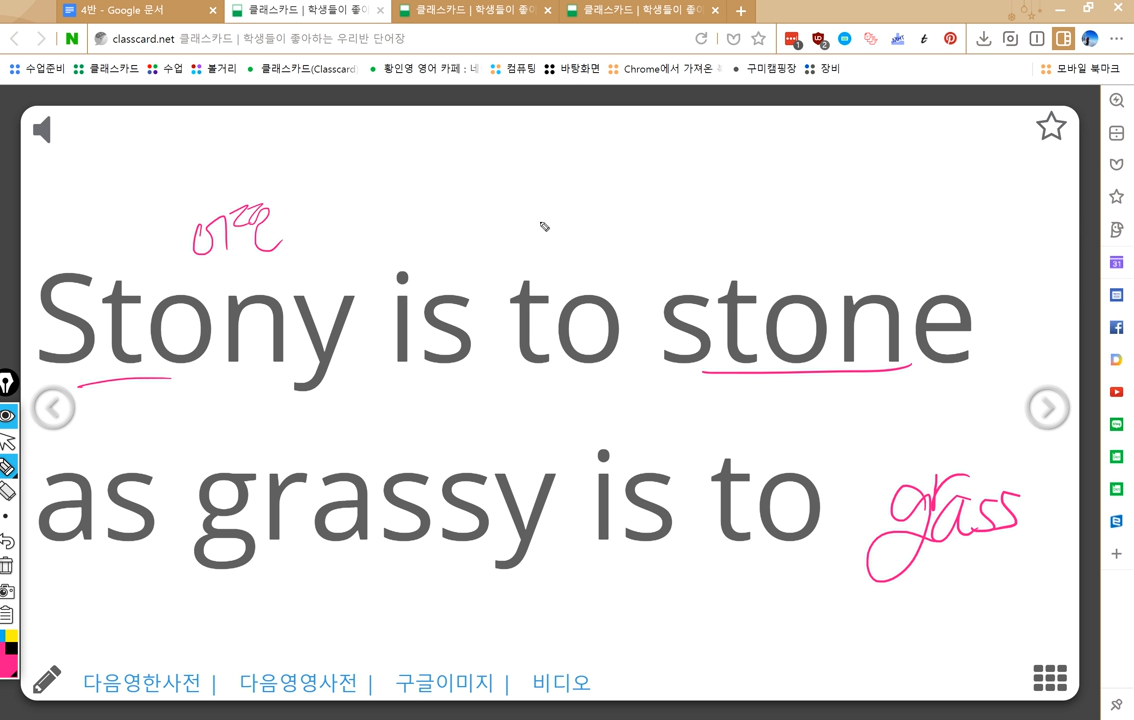 4반 - Google 문서
클래스카드 | 학생들이 좋아
클래스카드 | 학생들이 좋아
클래스카드 | 학생들이 좋아
classcard.net 클래스카드 | 학생들이 좋아하는 우리반 단어장
수업준비 클래스카드 수업 볼거리 클래스카드(Classcard 황인영 영어 카페 ; 네 컴퓨팅 바탕화면 Chrome에서 가져온 구미캠핑장 장비 모바일 북마크
Stony is to stone
as grassy is to grass
다음영한사전 | 다음영영사전 | 구글이미지 | 비디오